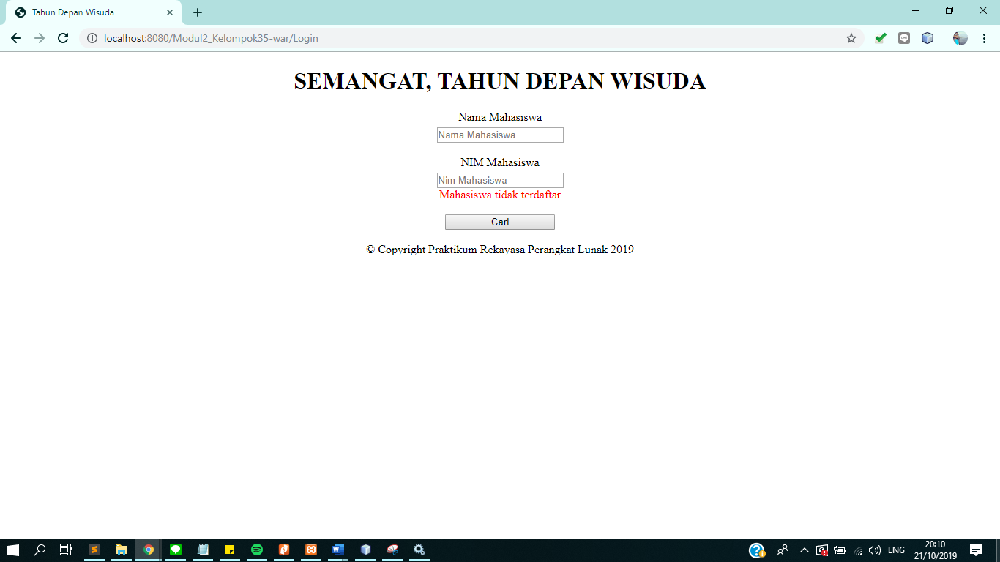 Tahun Depan Wisuda
localhost:8080/Modul2_Kelompok35-war/Login
SEMANGAT, TAHUN DEPAN WISUDA
Nama Mahasiswa
Nama Mahasiswa
NIM Mahasiswa
Nim Mahasiswa
Mahasiswa tidak terdaftar
Cari
© Copyright Praktikum Rekayasa Perangkat Lunak 2019
ENG
20:10
21/10/2019